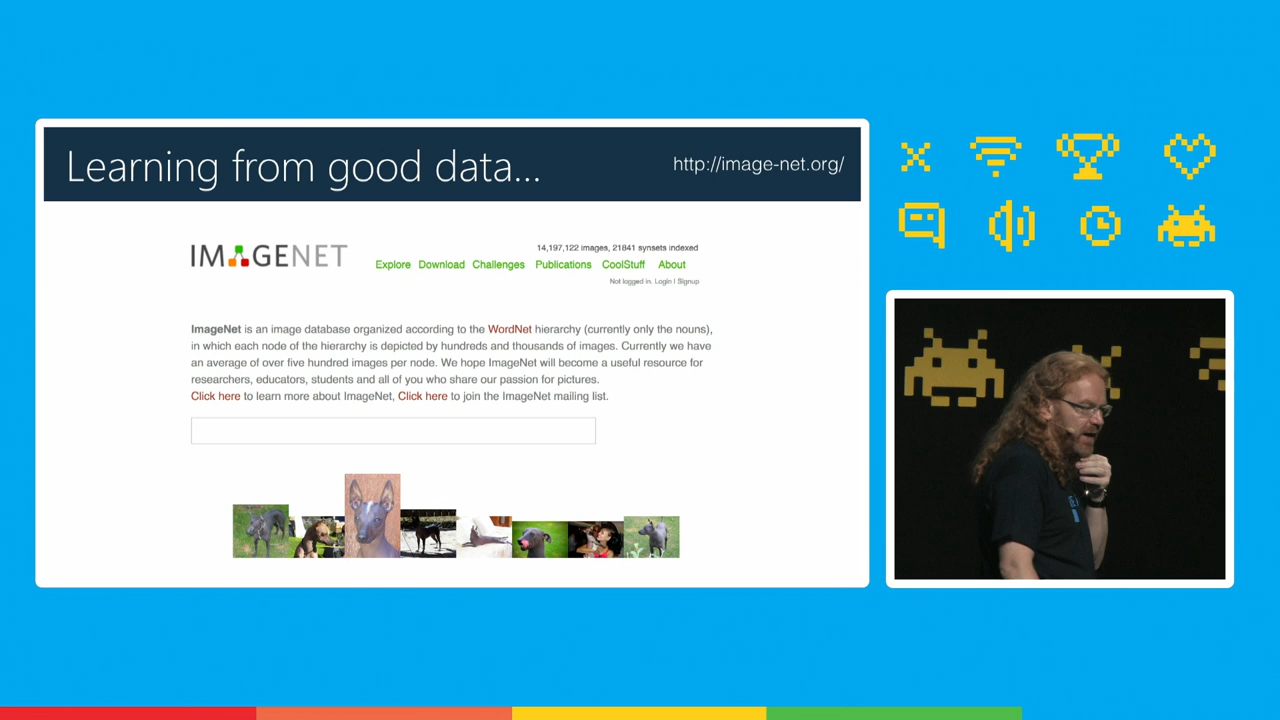 Learning from good data...
http://image-net.org/
IMAGENET
14,197,122 images, 21841 synsets indexed
Explore Download Challenges Publications CoolStuff About
Not logged in. Login | Signup
ImageNet is an image database organized according to the WordNet hierarchy (currently only the nouns),
in which each node of the hierarchy is depicted by hundreds and thousands of images. Currently we have
an average of over five hundred images per node. We hope ImageNet will become a useful resource for
researchers, educators, students and all of you who share our passion for pictures.
Click here to learn more about ImageNet, Click here to join the ImageNet mailing list.